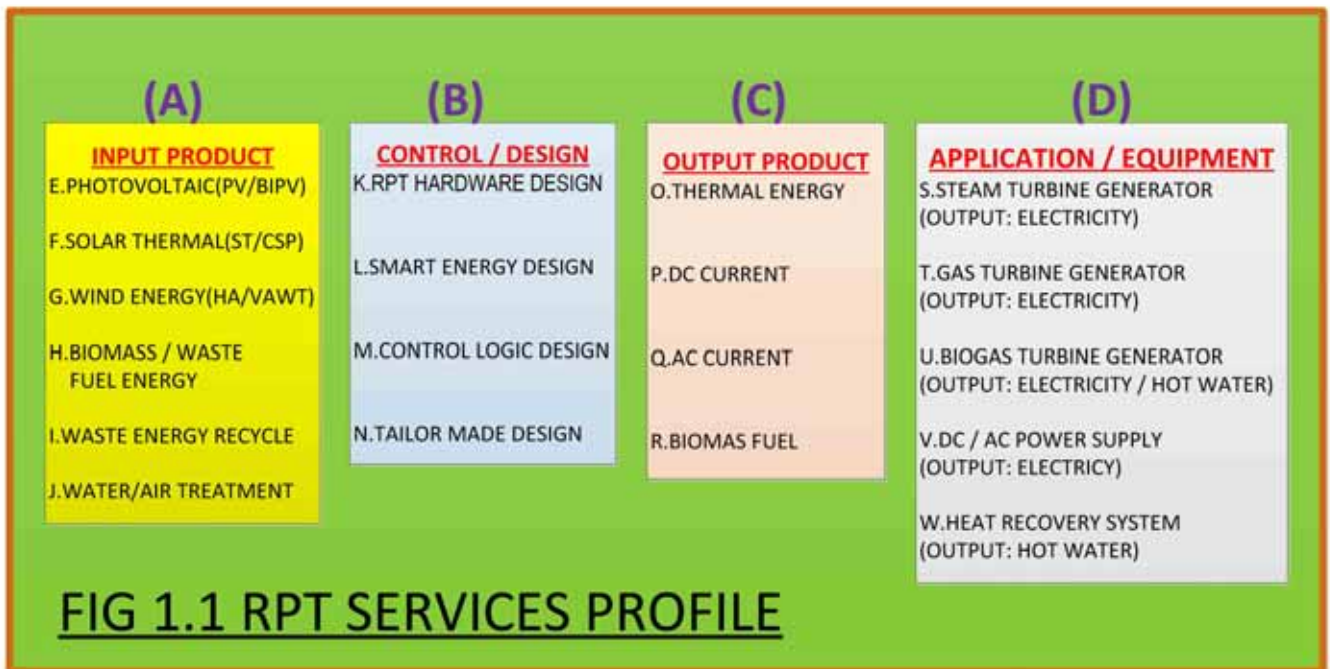 (A)
INPUT PRODUCT
E.PHOTOVOLTAIC(PV/BIPV)
F.SOLAR THERMAL(ST/CSP)
G.WIND ENERGY(HA/VAWT)
H.BIOMASS / WASTE
FUEL ENERGY
I.WASTE ENERGY RECYCLE
J.WATER/AIR TREATMENT
(B)
CONTROL / DESIGN
K.RPT HARDWARE DESIGN
L.SMART ENERGY DESIGN
M.CONTROL LOGIC DESIGN
N.TAILOR MADE DESIGN
(C)
OUTPUT PRODUCT
O.THERMAL ENERGY
P.DC CURRENT
Q.AC CURRENT
R.BIOMAS FUEL
(D)
APPLICATION / EQUIPMENT
S.STEAM TURBINE GENERATOR
(OUTPUT: ELECTRICITY)
T.GAS TURBINE GENERATOR
(OUTPUT: ELECTRICITY)
U.BIOGAS TURBINE GENERATOR
(OUTPUT: ELECTRICITY / HOT WATER)
V.DC / AC POWER SUPPLY
(OUTPUT: ELECTRICY)
W.HEAT RECOVERY SYSTEM
(OUTPUT: HOT WATER)
FIG 1.1 RPT SERVICES PROFILE